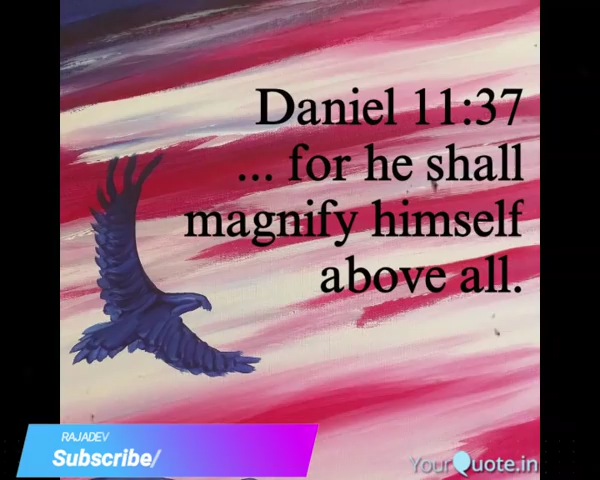 Daniel 11:37
... for he shall
magnify himself
above all.
RAJADEV
Subscribe/
YourQuote.in